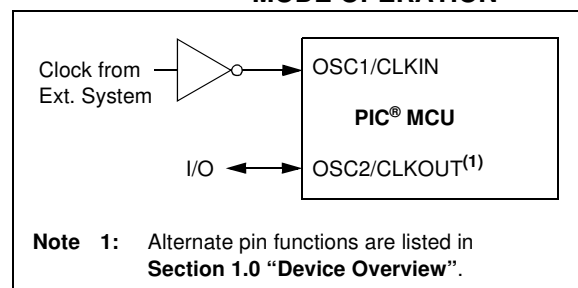 MODE OPERATION
Clock from
Ext. System
OSC1/CLKIN
PIC® MCU
I/O
OSC2/CLKOUT(1)
Note 1: Alternate pin functions are listed in
Section 1.0 “Device Overview”.